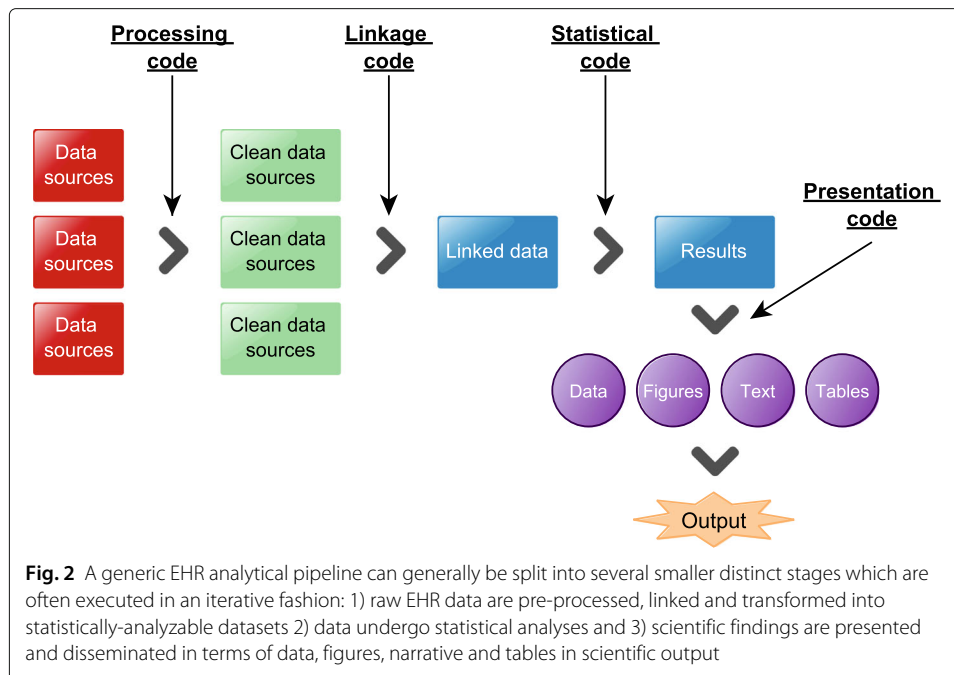 Processing
code
Linkage
code
Statistical
code
Presentation
code
Data
sources
Data
sources
Data
sources
Clean data
sources
Clean data
sources
Clean data
sources
Linked data
Results
Data
Figures
Text
Tables
Output
Fig. 2 A generic EHR analytical pipeline can generally be split into several smaller distinct stages which are
often executed in an iterative fashion: 1) raw EHR data are pre-processed, linked and transformed into
statistically-analyzable datasets 2) data undergo statistical analyses and 3) scientific findings are presented
and disseminated in terms of data, figures, narrative and tables in scientific output